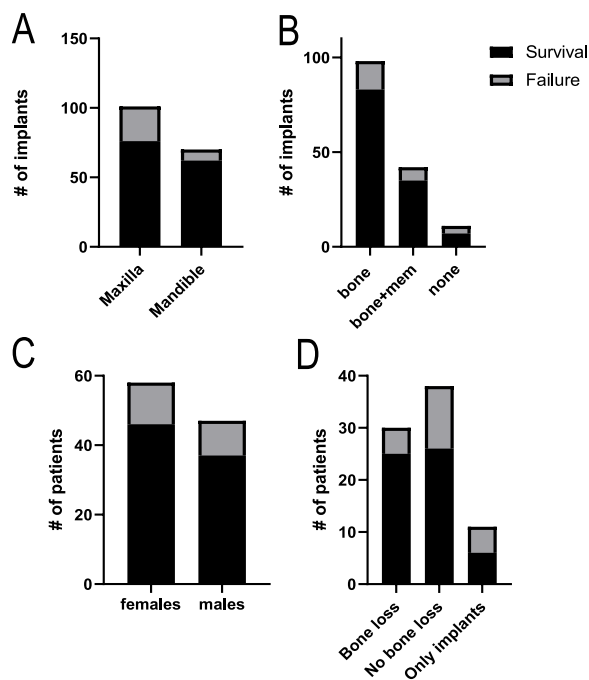 A
# of implants
150
100
50
0
Maxilla
Mandible
B
# of implants
100
50
0
bone
bone+mem
none
Survival
Failure
C
# of patients
60
40
20
0
females
males
D
# of patients
40
30
20
10
0
Bone loss
No bone loss
Only implants